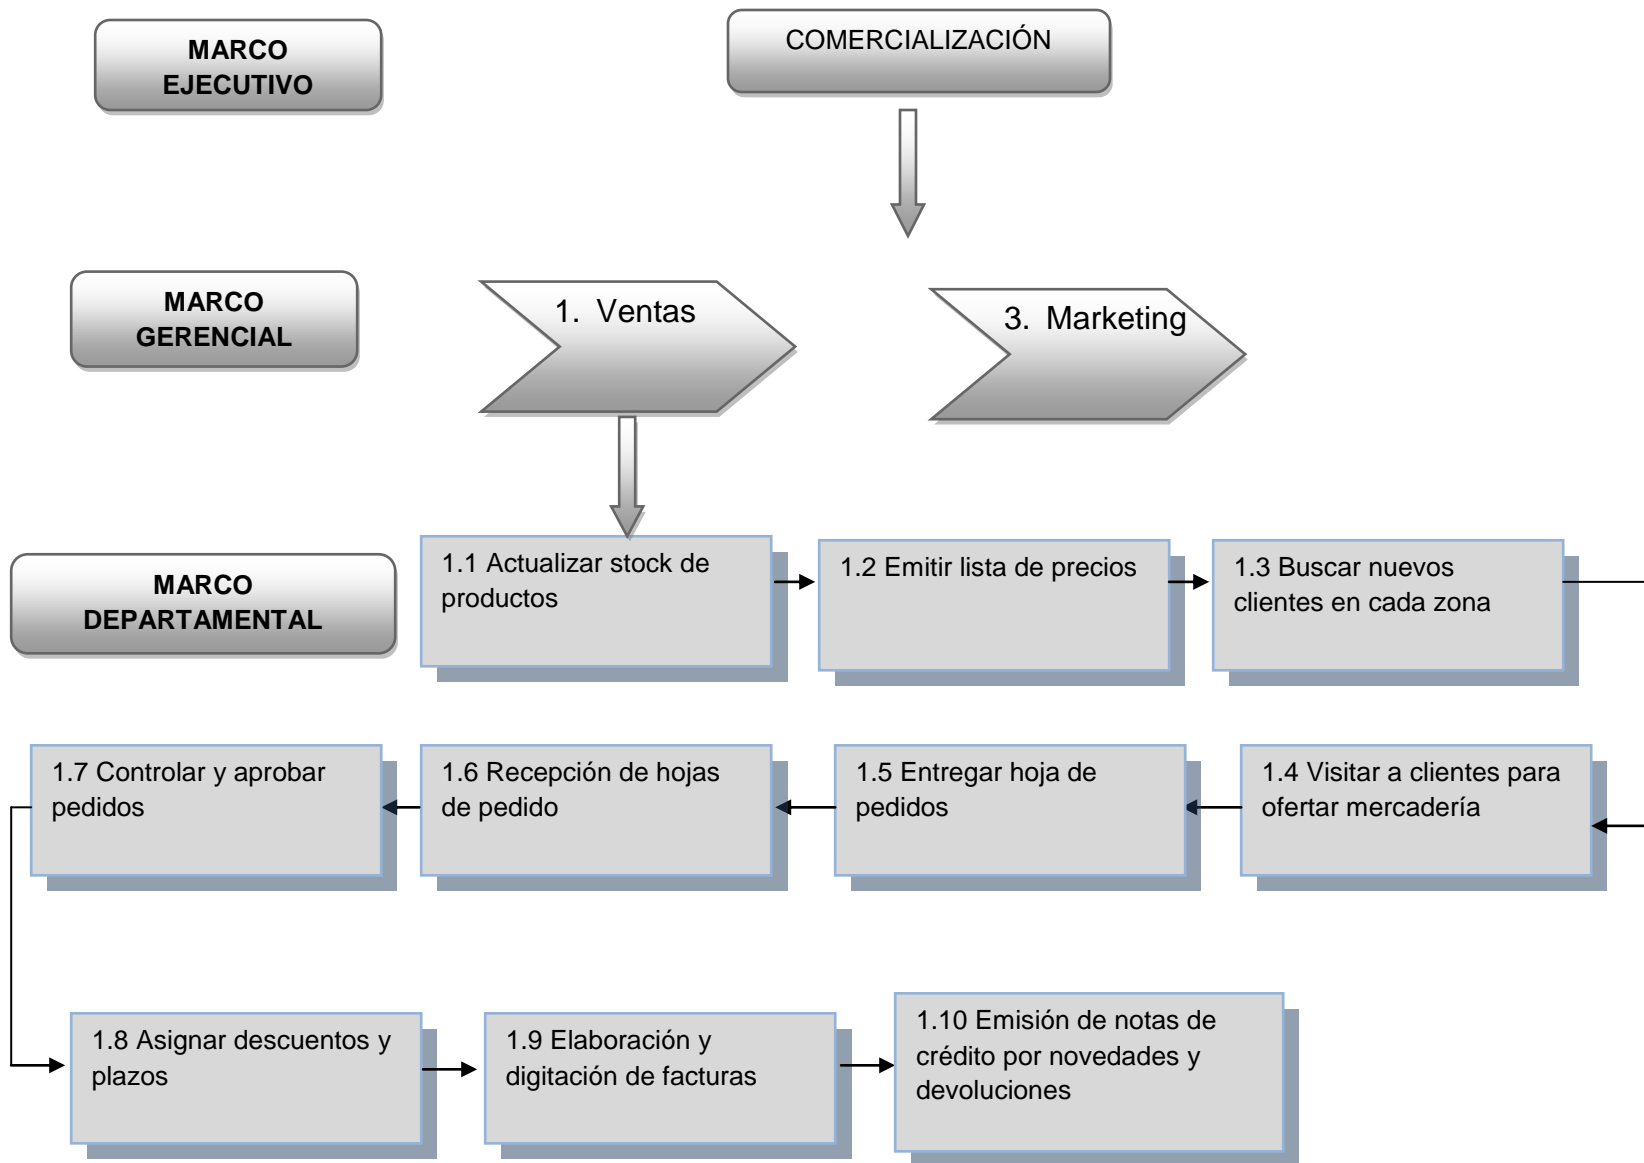 MARCO
EJECUTIVO
COMERCIALIZACIÓN
MARCO
GERENCIAL
1. Ventas
3. Marketing
MARCO
DEPARTAMENTAL
1.1 Actualizar stock de
productos
1.2 Emitir lista de precios
1.3 Buscar nuevos
clientes en cada zona
1.7 Controlar y aprobar
pedidos
1.6 Recepción de hojas
de pedido
1.5 Entregar hoja de
pedidos
1.4 Visitar a clientes para
ofertar mercadería
1.8 Asignar descuentos y
plazos
1.9 Elaboración y
digitación de facturas
1.10 Emisión de notas de
crédito por novedades y
devoluciones